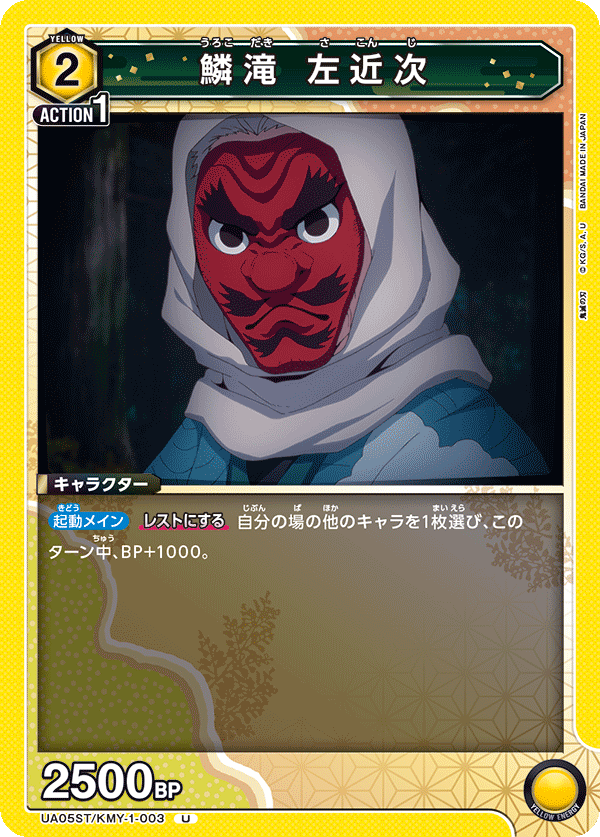 YELLOW
2
ACTION 1
うろこ だき さ こん じ
鱗滝 左近次
BANDAI MADE IN JAPAN
© KG/S, A, U
鬼滅の刃
キャラクター
きどう じぶん ば ほか まい えら
起動メイン レストにする 自分の場の他のキャラを1枚選び、この
ちゅう
ターン中、BP+1000。
2500BP
UA05ST/KMY-1-003 U
YELLOW ENERGY